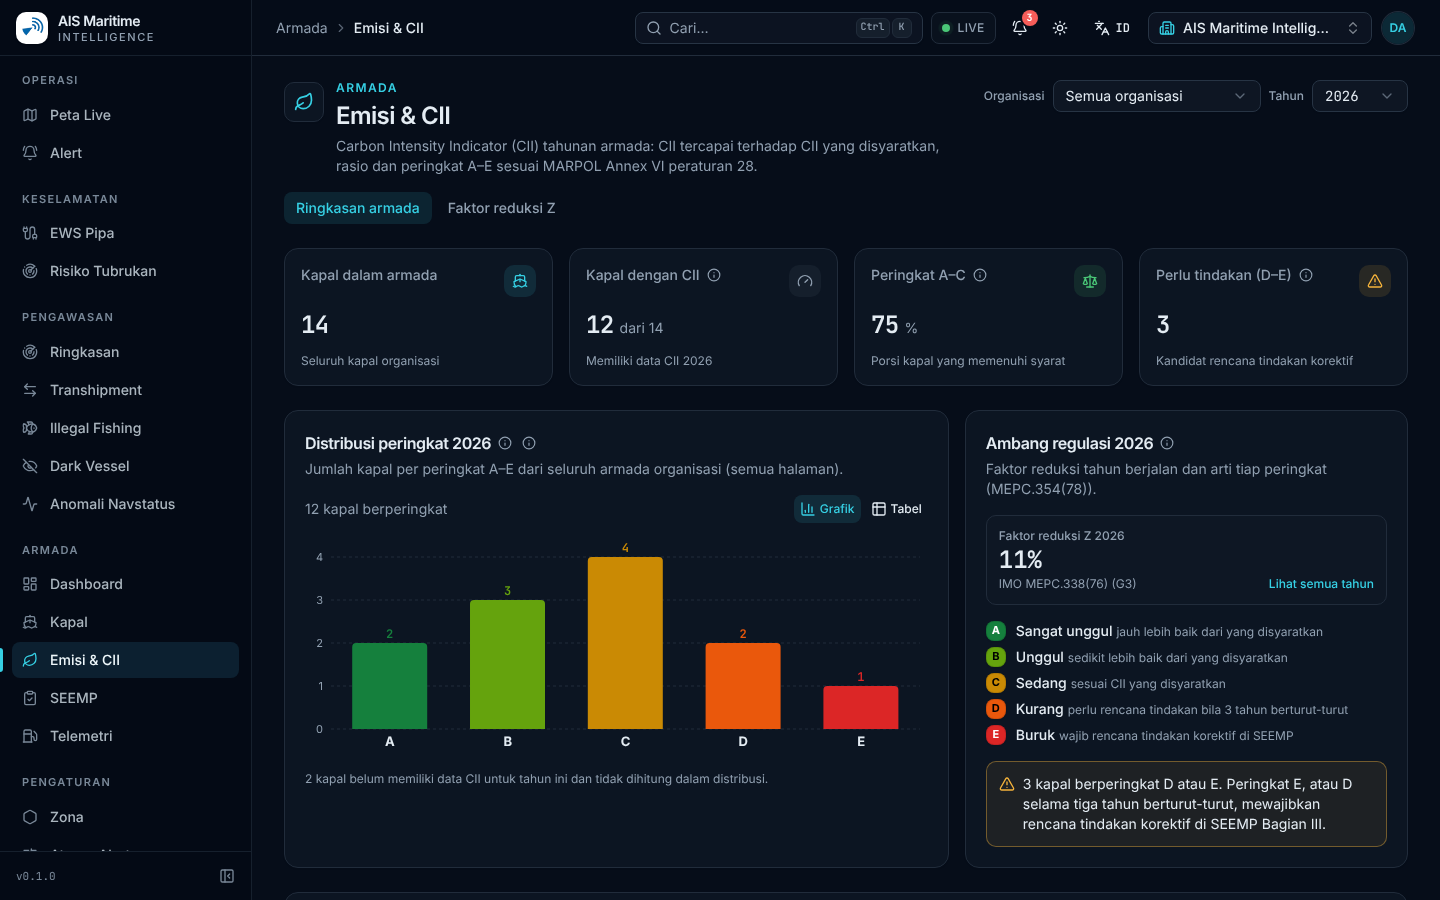 AIS Maritime
INTELLIGENCE
OPERASI
Peta Live
Alert
KESELAMATAN
EWS Pipa
Risiko Tubrukan
PENGAWASAN
Ringkasan
Transhipment
Illegal Fishing
Dark Vessel
Anomali Navstatus
ARMADA
Dashboard
Kapal
Emisi & CII
SEEMP
Telemetri
PENGATURAN
Zona
v0.1.0
Armada > Emisi & CII
Cari... Ctrl K
LIVE
3
ID
AIS Maritime Intellig...
DA
ARMADA
Emisi & CII
Carbon Intensity Indicator (CII) tahunan armada: CII tercapai terhadap CII yang disyaratkan,
rasio dan peringkat A–E sesuai MARPOL Annex VI peraturan 28.
Organisasi Semua organisasi Tahun 2026
Ringkasan armada Faktor reduksi Z
Kapal dalam armada
14
Seluruh kapal organisasi
Kapal dengan CII
12 dari 14
Memiliki data CII 2026
Peringkat A–C
75 %
Porsi kapal yang memenuhi syarat
Perlu tindakan (D–E)
3
Kandidat rencana tindakan korektif
Distribusi peringkat 2026
Jumlah kapal per peringkat A–E dari seluruh armada organisasi (semua halaman).
12 kapal berperingkat
Grafik Tabel
4
3
2
1
0
2 3 4 2 1
A B C D E
2 kapal belum memiliki data CII untuk tahun ini dan tidak dihitung dalam distribusi.
Ambang regulasi 2026
Faktor reduksi tahun berjalan dan arti tiap peringkat
(MEPC.354(78)).
Faktor reduksi Z 2026
11%
IMO MEPC.338(76) (G3) Lihat semua tahun
A Sangat unggul jauh lebih baik dari yang disyaratkan
B Unggul sedikit lebih baik dari yang disyaratkan
C Sedang sesuai CII yang disyaratkan
D Kurang perlu rencana tindakan bila 3 tahun berturut-turut
E Buruk wajib rencana tindakan korektif di SEEMP
3 kapal berperingkat D atau E. Peringkat E, atau D
selama tiga tahun berturut-turut, mewajibkan
rencana tindakan korektif di SEEMP Bagian III.